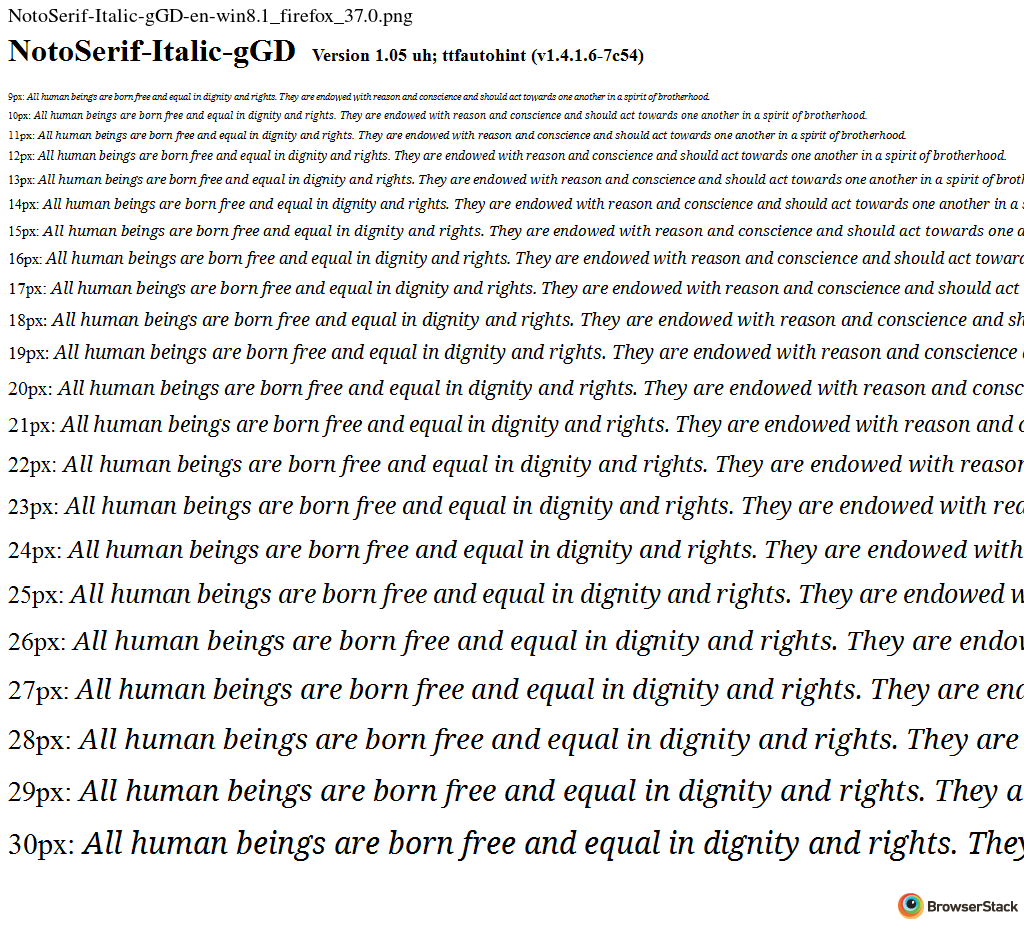 NotoSerif-Italic-gGD-en-win8.1_firefox_37.0.png
NotoSerif-Italic-gGD Version 1.05 uh; ttfautohint (v1.4.1.6-7c54)
9px: All human beings are born free and equal in dignity and rights. They are endowed with reason and conscience and should act towards one another in a spirit of brotherhood.
10px: All human beings are born free and equal in dignity and rights. They are endowed with reason and conscience and should act towards one another in a spirit of brotherhood.
11px: All human beings are born free and equal in dignity and rights. They are endowed with reason and conscience and should act towards one another in a spirit of brotherhood.
12px: All human beings are born free and equal in dignity and rights. They are endowed with reason and conscience and should act towards one another in a spirit of brotherhood.
13px: All human beings are born free and equal in dignity and rights. They are endowed with reason and conscience and should act towards one another in a spirit of broth
14px: All human beings are born free and equal in dignity and rights. They are endowed with reason and conscience and should act towards one another in a
15px: All human beings are born free and equal in dignity and rights. They are endowed with reason and conscience and should act towards one a
16px: All human beings are born free and equal in dignity and rights. They are endowed with reason and conscience and should act toward
17px: All human beings are born free and equal in dignity and rights. They are endowed with reason and conscience and should act
18px: All human beings are born free and equal in dignity and rights. They are endowed with reason and conscience and sh
19px: All human beings are born free and equal in dignity and rights. They are endowed with reason and conscience
20px: All human beings are born free and equal in dignity and rights. They are endowed with reason and consc
21px: All human beings are born free and equal in dignity and rights. They are endowed with reason and c
22px: All human beings are born free and equal in dignity and rights. They are endowed with reason
23px: All human beings are born free and equal in dignity and rights. They are endowed with rea
24px: All human beings are born free and equal in dignity and rights. They are endowed with
25px: All human beings are born free and equal in dignity and rights. They are endowed w
26px: All human beings are born free and equal in dignity and rights. They are endow
27px: All human beings are born free and equal in dignity and rights. They are end
28px: All human beings are born free and equal in dignity and rights. They are
29px: All human beings are born free and equal in dignity and rights. They a
30px: All human beings are born free and equal in dignity and rights. They
BrowserStack